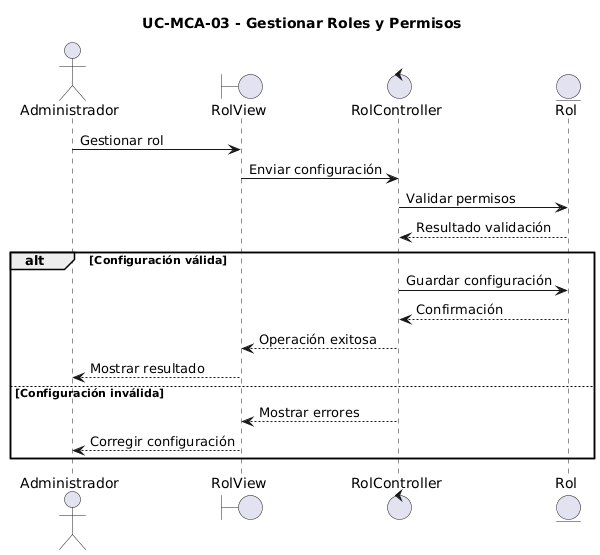 UC-MCA-03 - Gestionar Roles y Permisos
Administrador
RolView
RolController
Rol
Gestionar rol
Enviar configuración
Validar permisos
Resultado validación
alt
[Configuración válida]
Guardar configuración
Confirmación
Operación exitosa
Mostrar resultado
[Configuración inválida]
Mostrar errores
Corregir configuración
Administrador
RolView
RolController
Rol